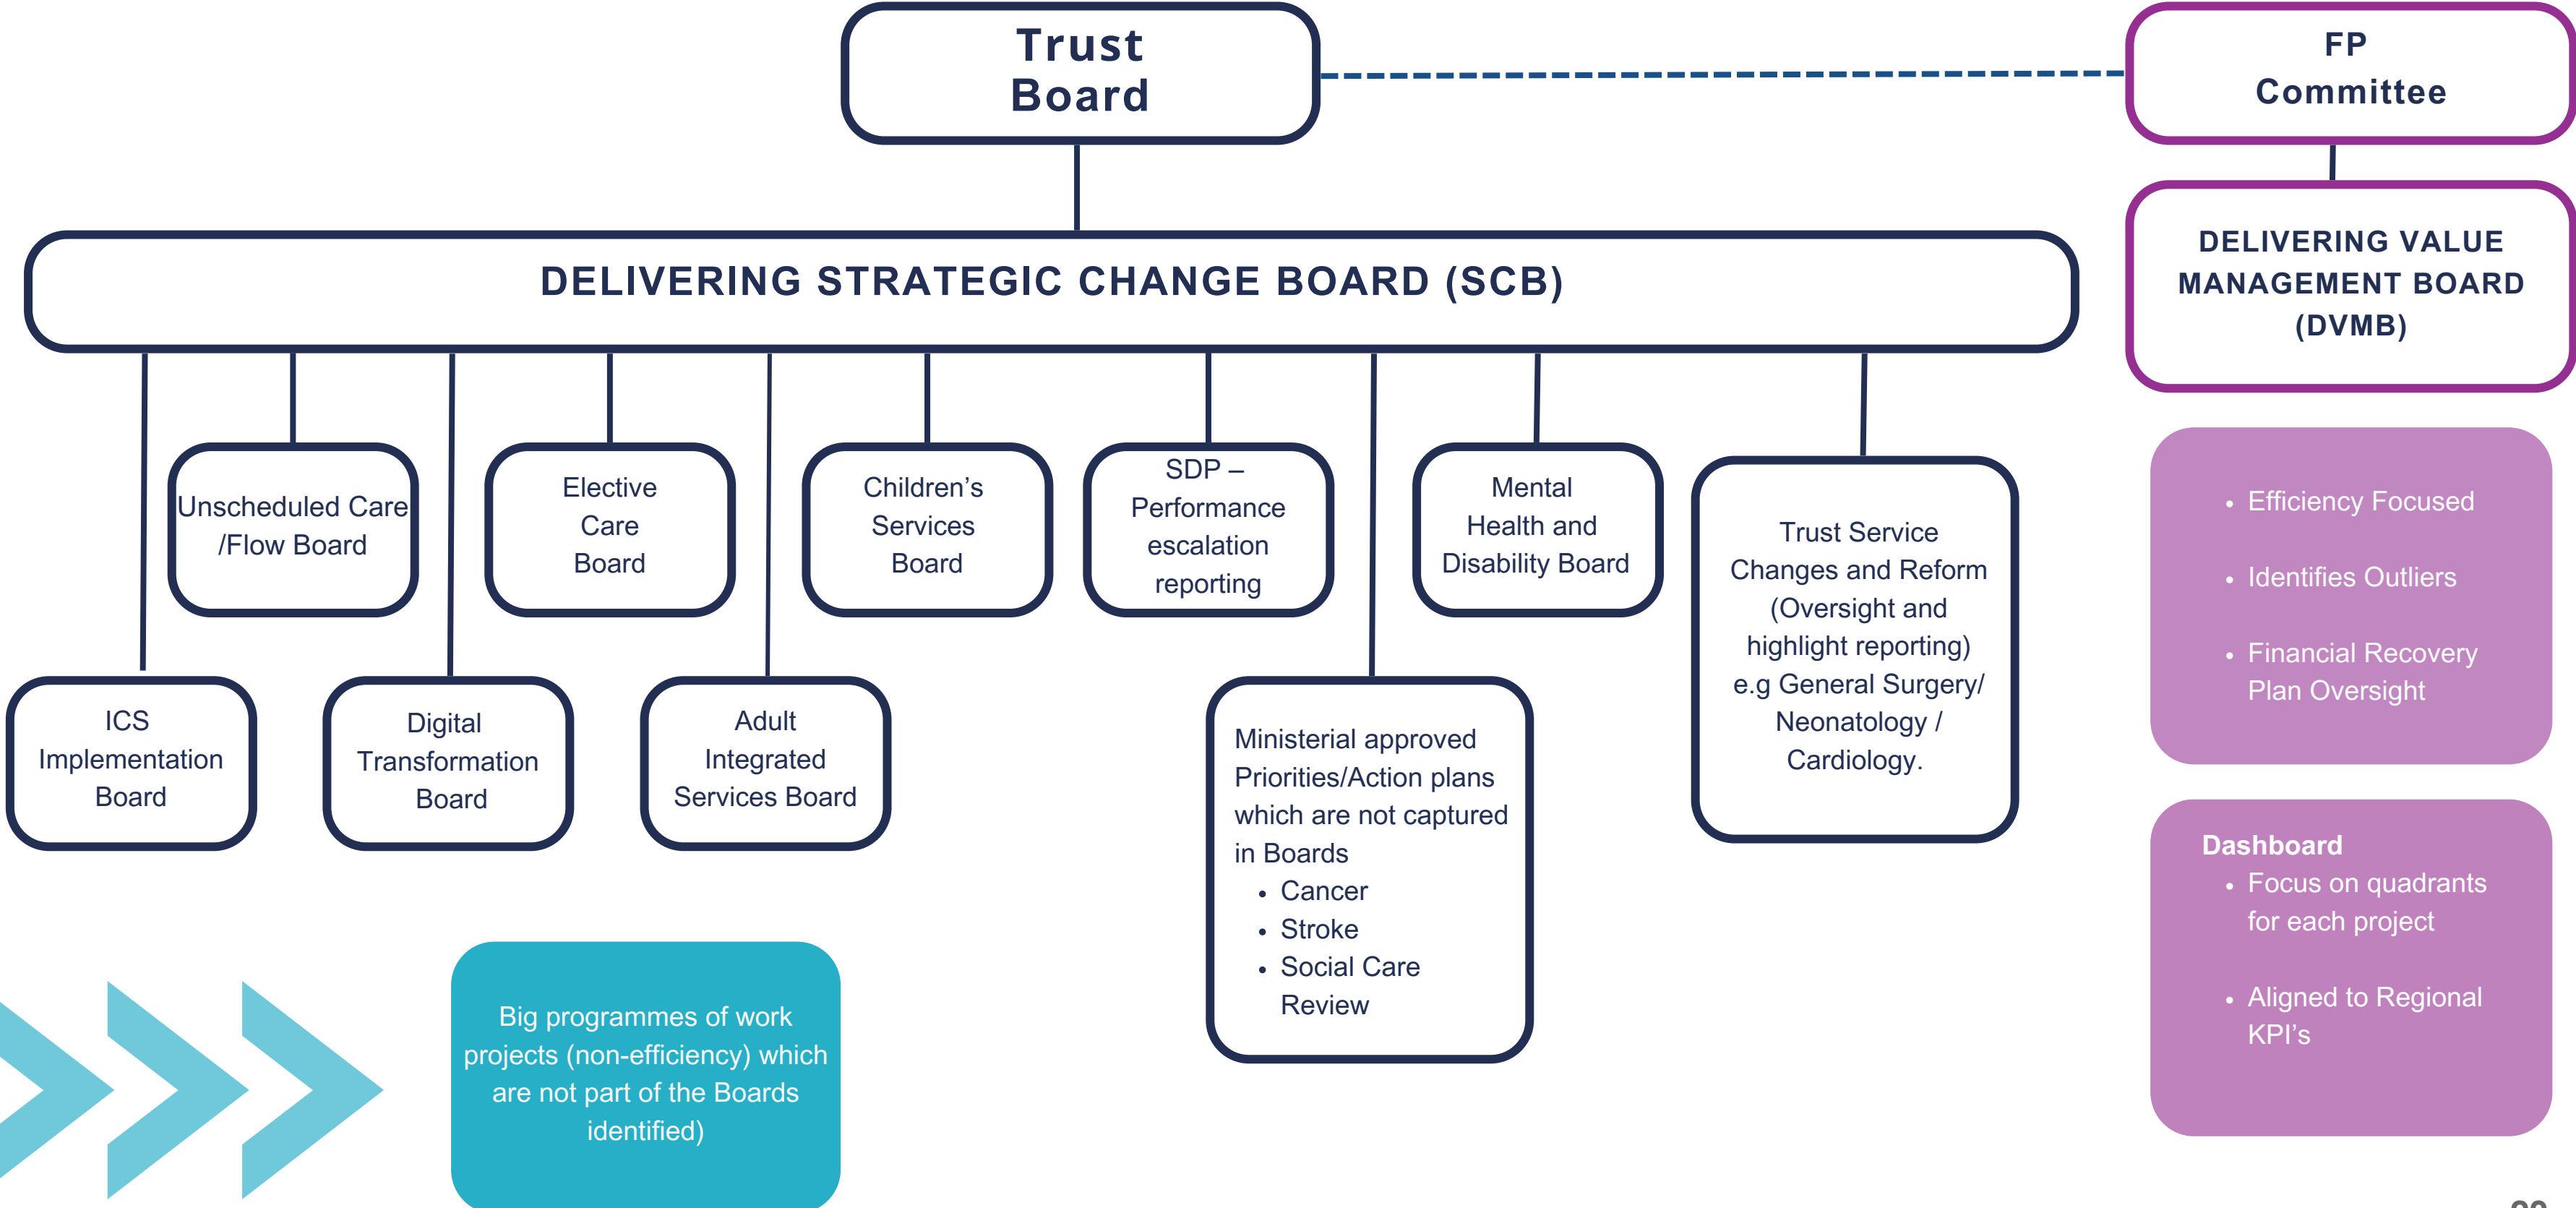 Trust
Board
FP
Committee
DELIVERING STRATEGIC CHANGE BOARD (SCB)
DELIVERING VALUE
MANAGEMENT BOARD
(DVMB)
Unscheduled Care
/Flow Board
Elective
Care
Board
Children's
Services
Board
SDP –
Performance
escalation
reporting
Mental
Health and
Disability Board
Trust Service
Changes and Reform
(Oversight and
highlight reporting)
e.g General Surgery/
Neonatology /
Cardiology.
• Efficiency Focused
• Identifies Outliers
• Financial Recovery
Plan Oversight
ICS
Implementation
Board
Digital
Transformation
Board
Adult
Integrated
Services Board
Ministerial approved
Priorities/Action plans
which are not captured
in Boards
• Cancer
• Stroke
• Social Care
Review
Dashboard
• Focus on quadrants
for each project
• Aligned to Regional
KPI's
Big programmes of work
projects (non-efficiency) which
are not part of the Boards
identified)